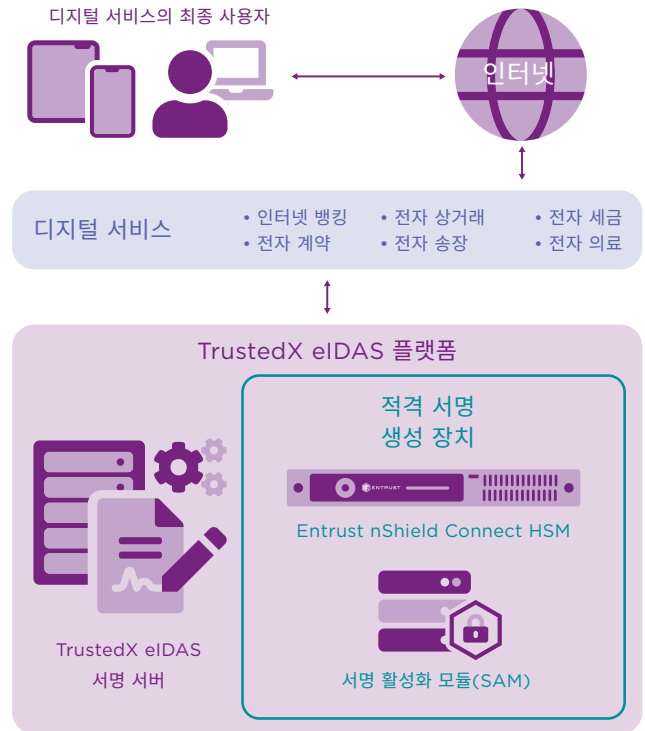 디지털 서비스의 최종 사용자
인터넷
디지털 서비스
• 인터넷 뱅킹
• 전자 계약
• 전자 상거래
• 전자 송장
• 전자 세금
• 전자 의료
TrustedX eIDAS 플랫폼
적격 서명
생성 장치
ENTRUST
Entrust nShield Connect HSM
TrustedX eIDAS
서명 서버
서명 활성화 모듈(SAM)